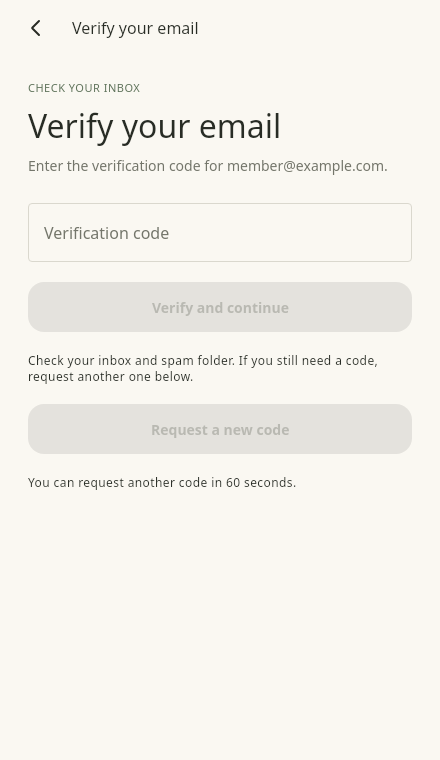 Verify your email
CHECK YOUR INBOX
Verify your email
Enter the verification code for member@example.com.
Verification code
Verify and continue
Check your inbox and spam folder. If you still need a code,
request another one below.
Request a new code
You can request another code in 60 seconds.